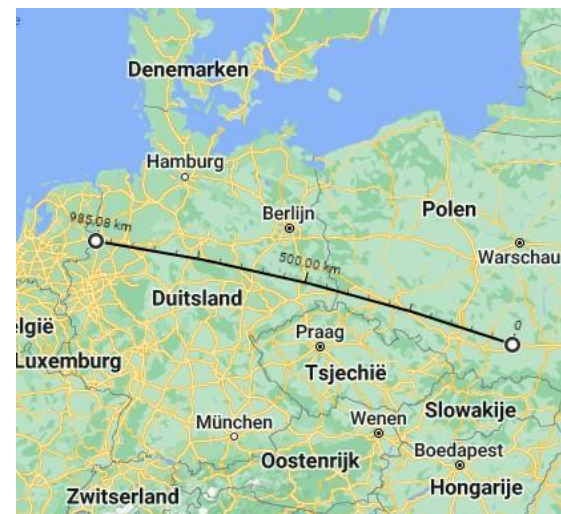 Denemarken
Hamburg
985,08 km
Berlijn
Polen
Warschau
500,00 km
Duitsland
0
lgië
Praag
Luxemburg
Tsjechië
München
Wenen
Slowakije
Boedapest
Oostenrijk
Hongarije
Zwitserland